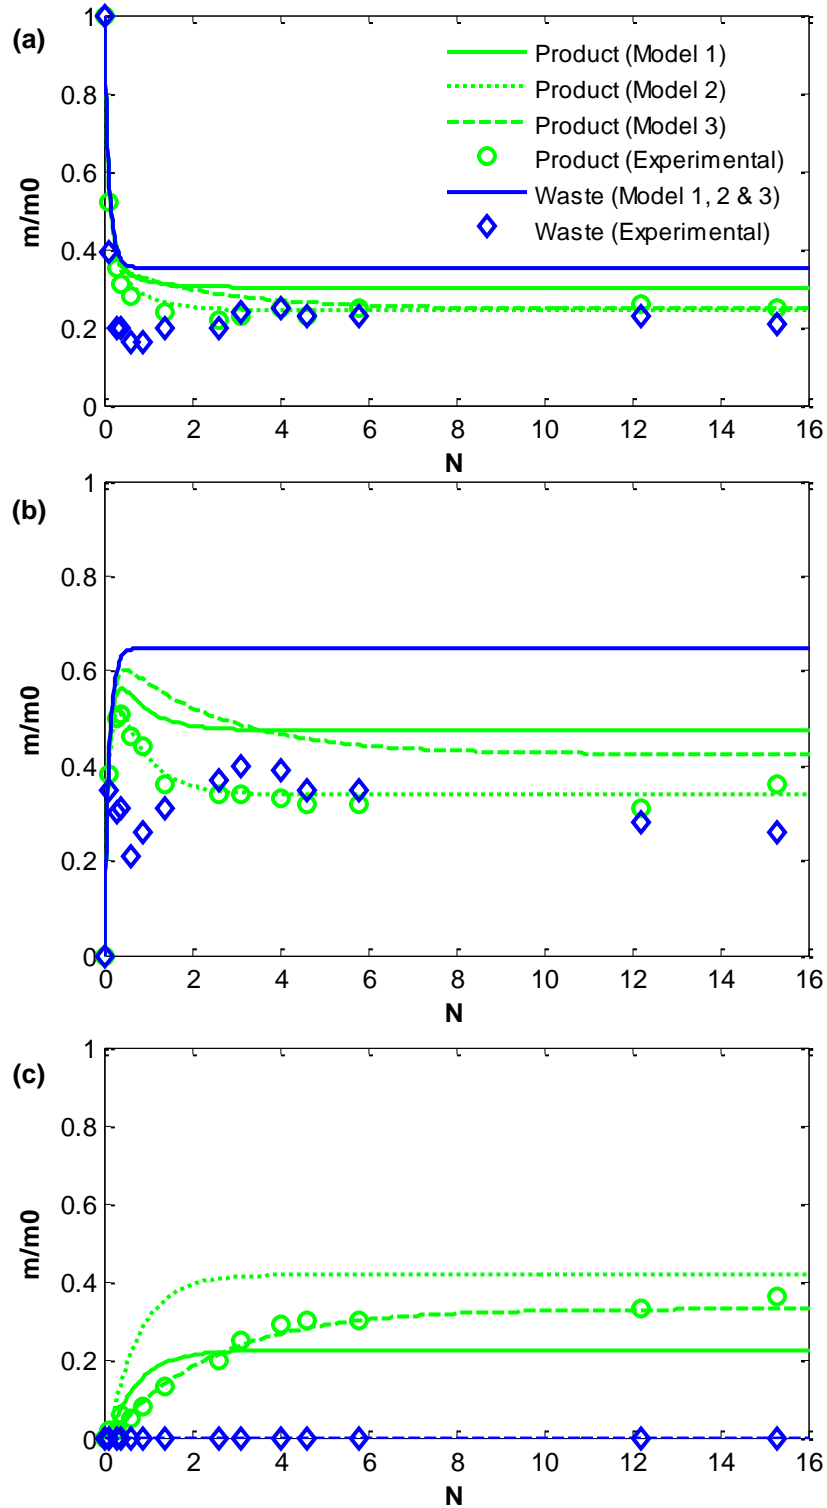 (a)
m/m0
1
0.8
0.6
0.4
0.2
0
Product (Model 1)
Product (Model 2)
Product (Model 3)
Product (Experimental)
Waste (Model 1, 2 & 3)
Waste (Experimental)
0 2 4 6 8 10 12 14 16
N
(b)
m/m0
1
0.8
0.6
0.4
0.2
0
0 2 4 6 8 10 12 14 16
N
(c)
m/m0
1
0.8
0.6
0.4
0.2
0
0 2 4 6 8 10 12 14 16
N